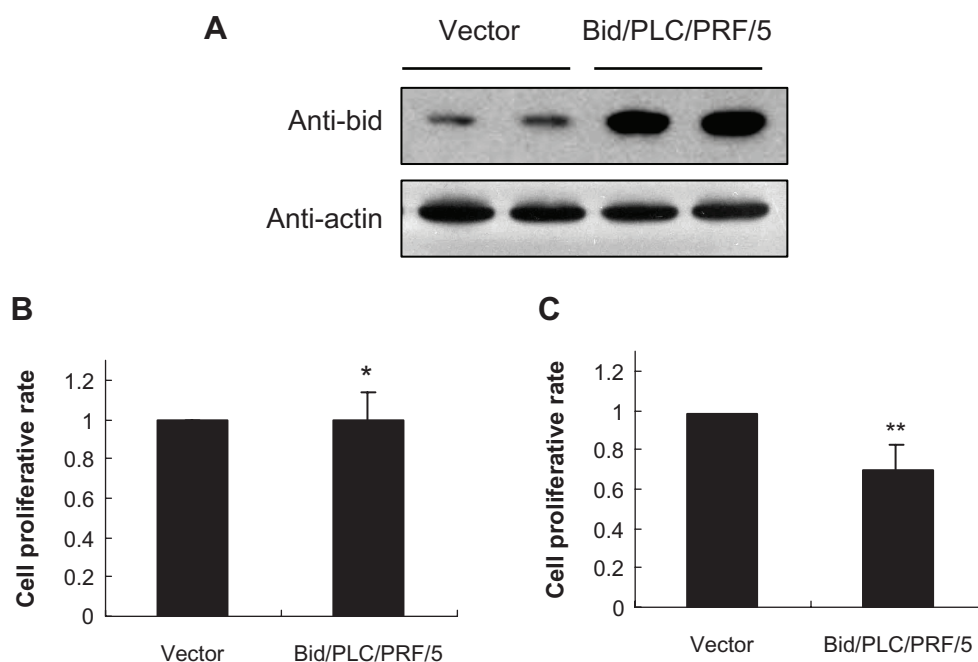 A
Vector
Bid/PLC/PRF/5
Anti-bid
Anti-actin
B
Cell proliferative rate
1.2
1
0.8
0.6
0.4
0.2
0
*
Vector
Bid/PLC/PRF/5
C
Cell proliferative rate
1.2
1
0.8
0.6
0.4
0.2
0
**
Vector
Bid/PLC/PRF/5